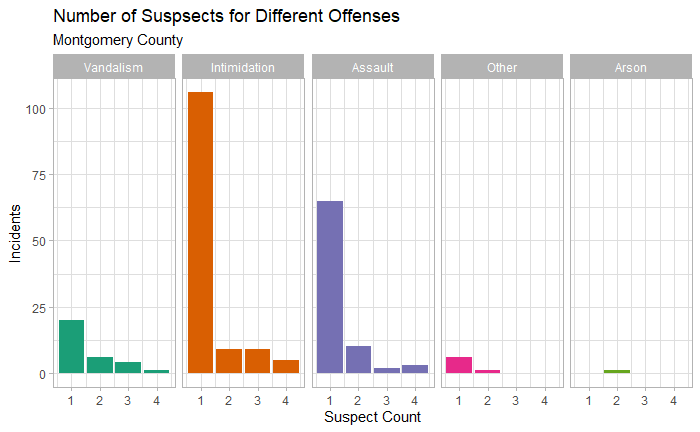 Number of Suspsects for Different Offenses
Montgomery County
Vandalism Intimidation Assault Other Arson
100
75
50
25
0
Incidents
1 2 3 4 1 2 3 4 1 2 3 4 1 2 3 4 1 2 3 4
Suspect Count